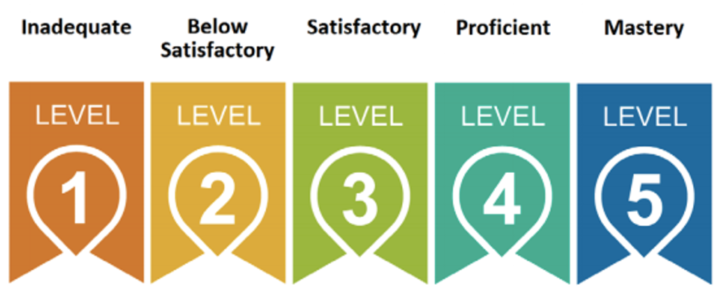 Inadequate
Below
Satisfactory
Satisfactory
Proficient
Mastery
LEVEL
1
LEVEL
2
LEVEL
3
LEVEL
4
LEVEL
5